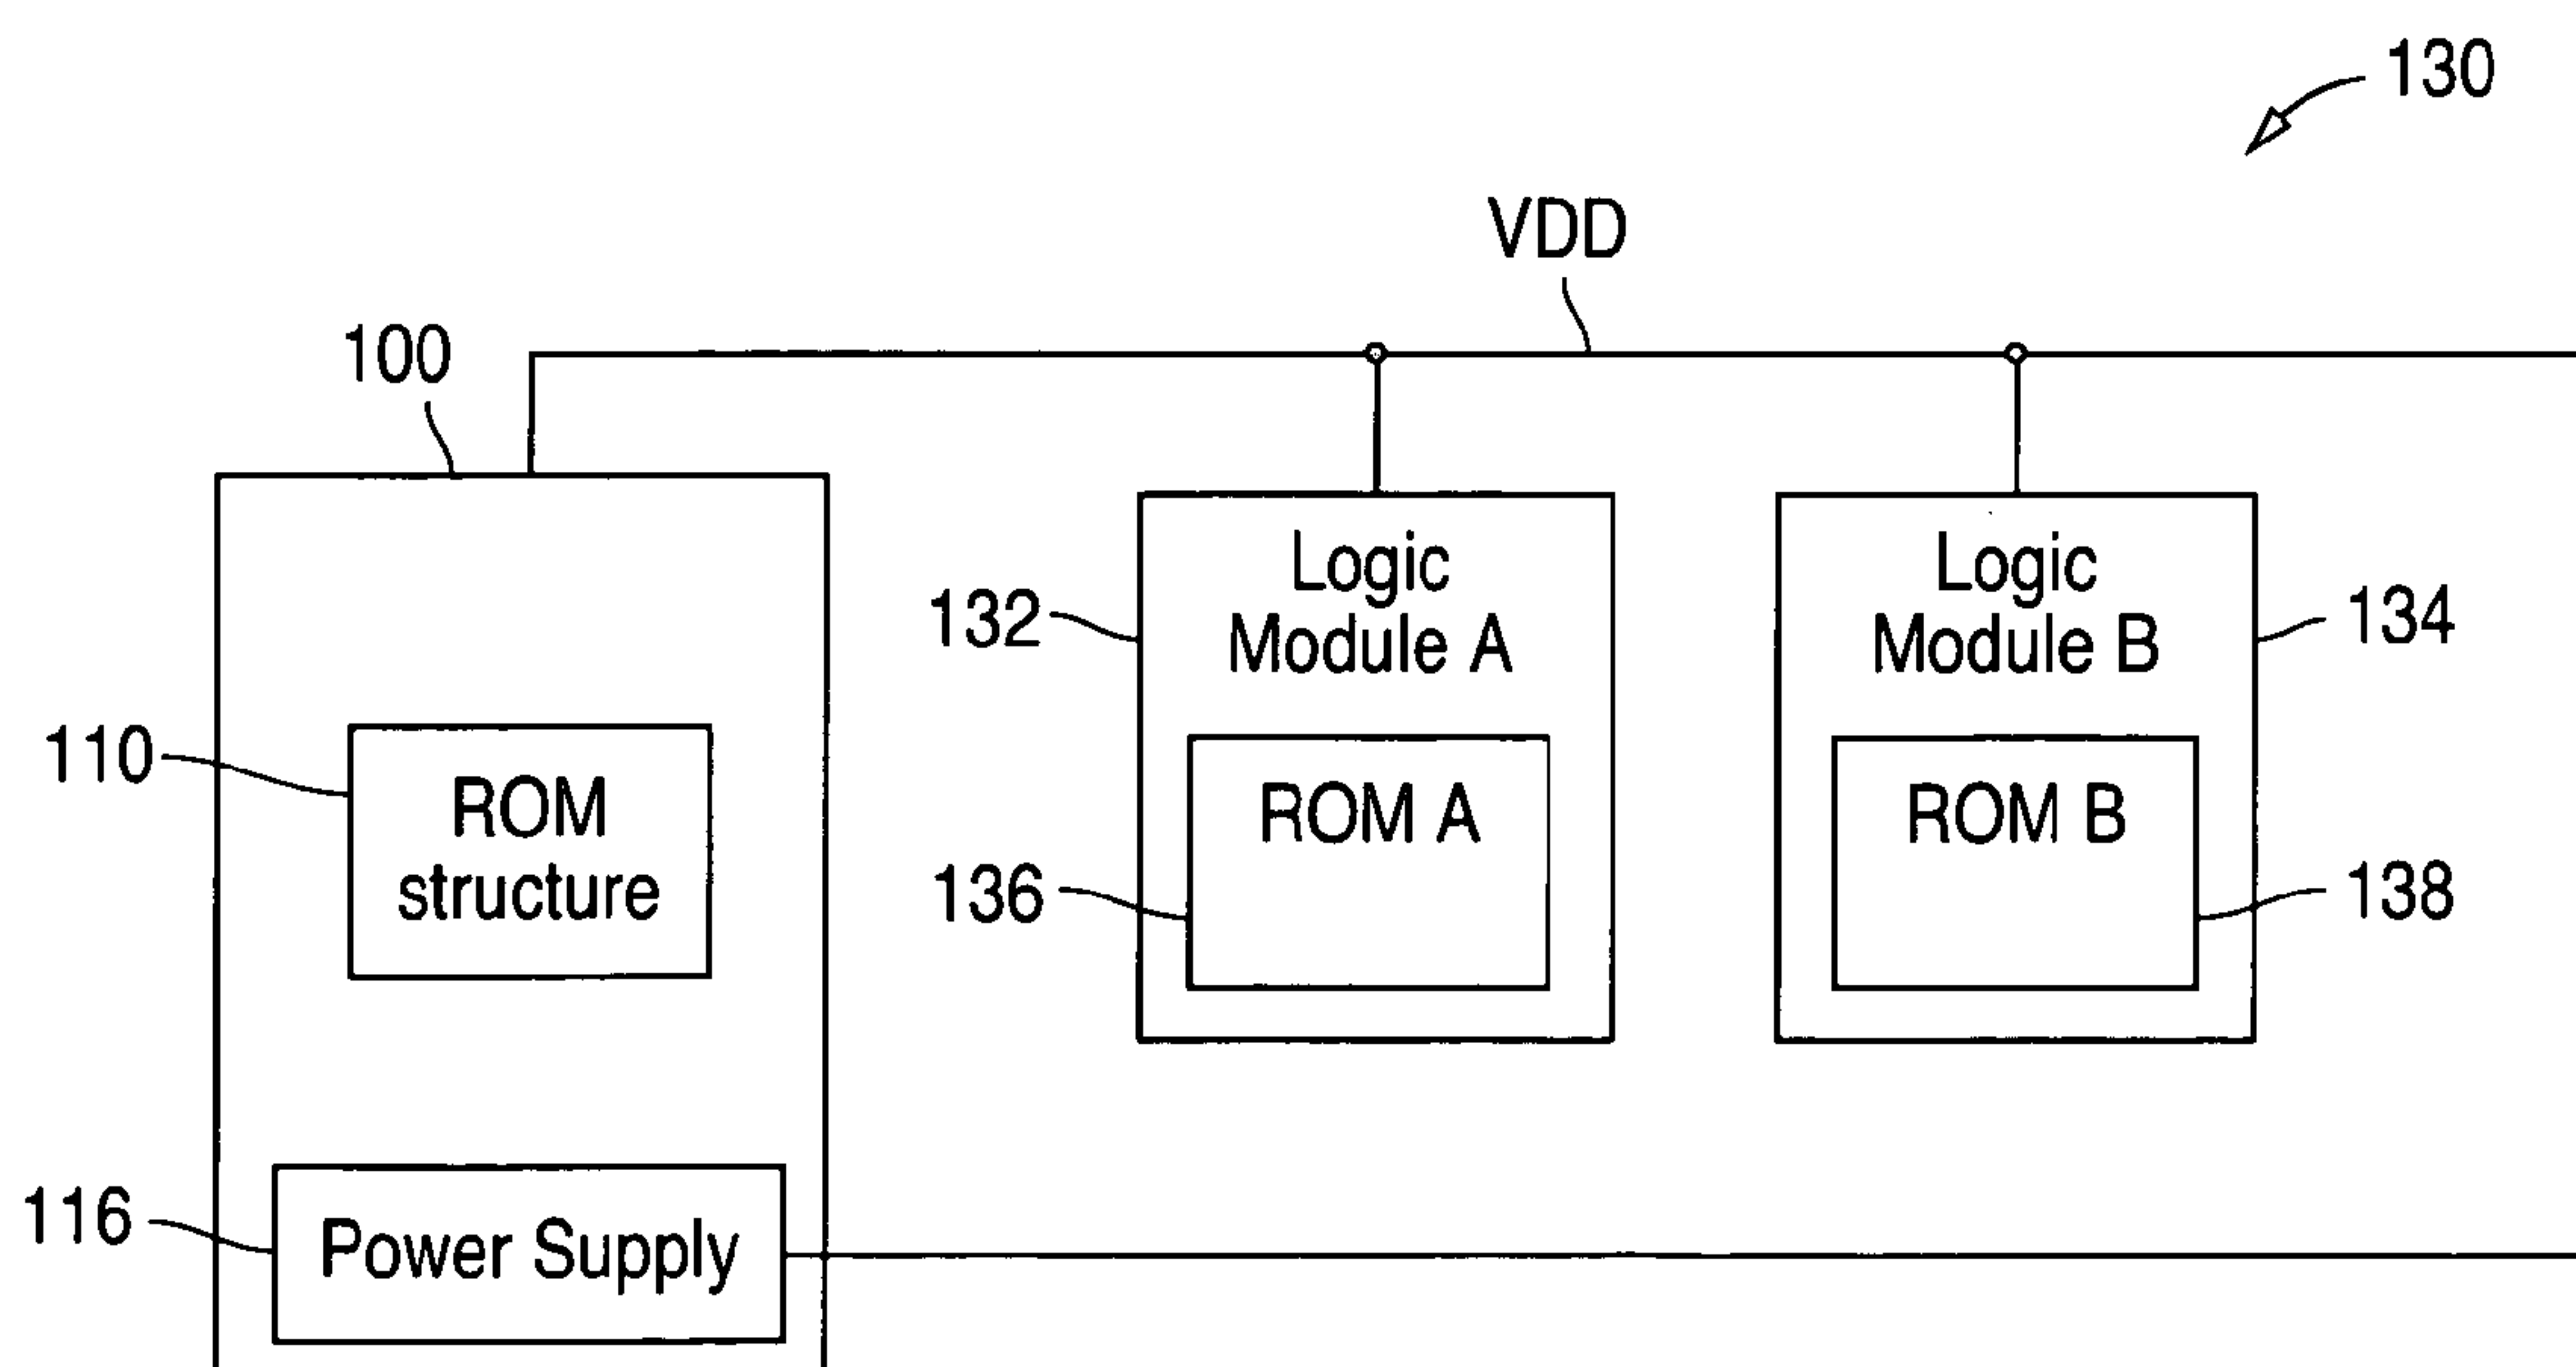 130
VDD
100
Logic
Module A
132
Logic
Module B
134
110
ROM
structure
ROM A
136
ROM B
138
116
Power Supply